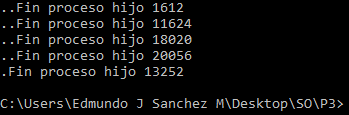 ..Fin proceso hijo 1612
..Fin proceso hijo 11624
..Fin proceso hijo 18020
..Fin proceso hijo 20056
.Fin proceso hijo 13252
C:\Users\Edmundo J Sanchez M\Desktop\SO\P3>